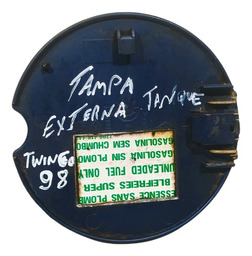 TAMPA
EXTERNA TANQUE
TWINGO
98
GASOLINA SEM CHUMBO
GASOLINA SIN PLOMO
UNLEADED FUEL ONLY
BLEIFREIES SUPER
ESSENCE SANS PLOMB